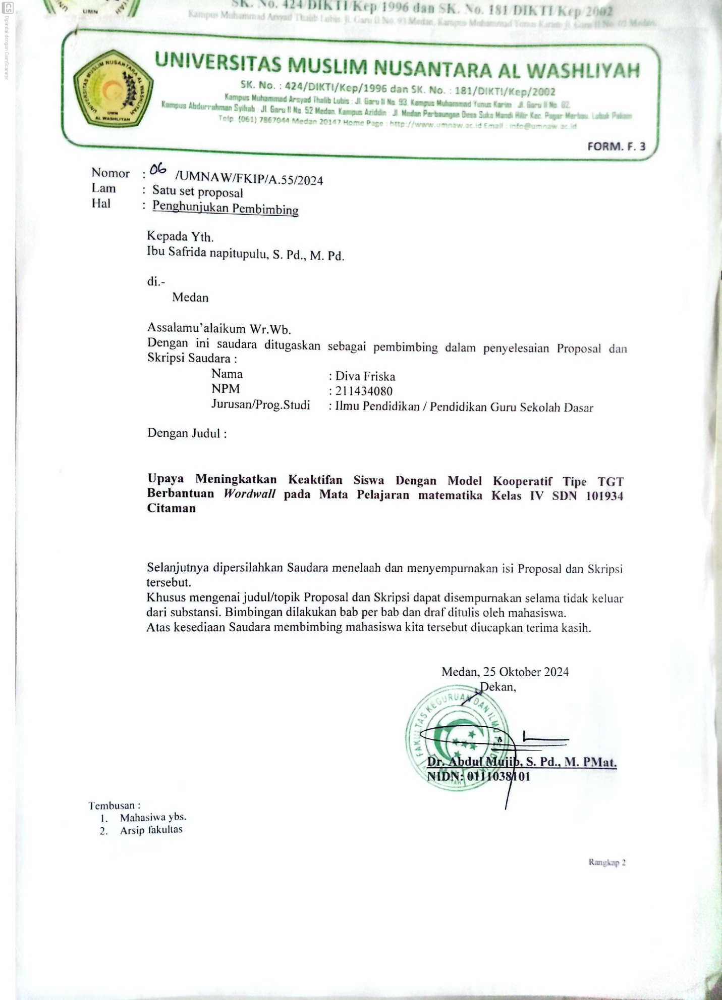 SK. No. 424/DIKTI/Kep/1996 dan SK. No. 181/DIKTI/Kep/2002
Kampus Muhammad Arsyad Thalib Lubis: Jl. Garu II No. 93 Medan, Kampus Muhammad Yunus Karim: Jl. Garu II No. 02 Medan,
UMN
CS Dipindai dengan CamScanner
UNIVERSITAS MUSLIM NUSANTARA AL WASHLIYAH
UMN
AL WASHLIYAH
UNIVERSITAS MUSLIM NUSANTARA AL WASHLIYAH
SK. No. : 424/DIKTI/Kep/1996 dan SK. No. : 181/DIKTI/Kep/2002
Kampus Muhammad Arsyad Thalib Lubis : Jl. Garu II No. 93, Kampus Muhammad Yunus Karim : Jl. Garu II No. 02,
Kampus Abdurrahman Syihab : Jl. Garu II No. 52 Medan, Kampus Aziddin : Jl. Medan Perbaungan Desa Suka Mandi Hilir Kec. Pagar Merbau, Lubuk Pakam
Telp. (061) 7867044 Medan 20147 Home Page : http://www.umnaw.ac.id Email : info@umnaw.ac.id
FORM. F. 3
Nomor : 06 /UMNAW/FKIP/A.55/2024
Lam : Satu set proposal
Hal : Penghunjukan Pembimbing
Kepada Yth.
Ibu Safrida napitupulu, S. Pd., M. Pd.
di.-
Medan
Assalamu’alaikum Wr.Wb.
Dengan ini saudara ditugaskan sebagai pembimbing dalam penyelesaian Proposal dan
Skripsi Saudara :
Nama : Diva Friska
NPM : 211434080
Jurusan/Prog.Studi : Ilmu Pendidikan / Pendidikan Guru Sekolah Dasar
Dengan Judul :
Upaya Meningkatkan Keaktifan Siswa Dengan Model Kooperatif Tipe TGT
Berbantuan Wordwall pada Mata Pelajaran matematika Kelas IV SDN 101934
Citaman
Selanjutnya dipersilahkan Saudara menelaah dan menyempurnakan isi Proposal dan Skripsi
tersebut.
Khusus mengenai judul/topik Proposal dan Skripsi dapat disempurnakan selama tidak keluar
dari substansi. Bimbingan dilakukan bab per bab dan draf ditulis oleh mahasiswa.
Atas kesediaan Saudara membimbing mahasiswa kita tersebut diucapkan terima kasih.
Medan, 25 Oktober 2024
Dekan,
FAKULTAS KEGURUAN DAN ILMU
Dr. Abdul Mujib, S. Pd., M. PMat.
NIDN: 0111038101
Tembusan :
1. Mahasiwa ybs.
2. Arsip fakultas
Rangkap 2